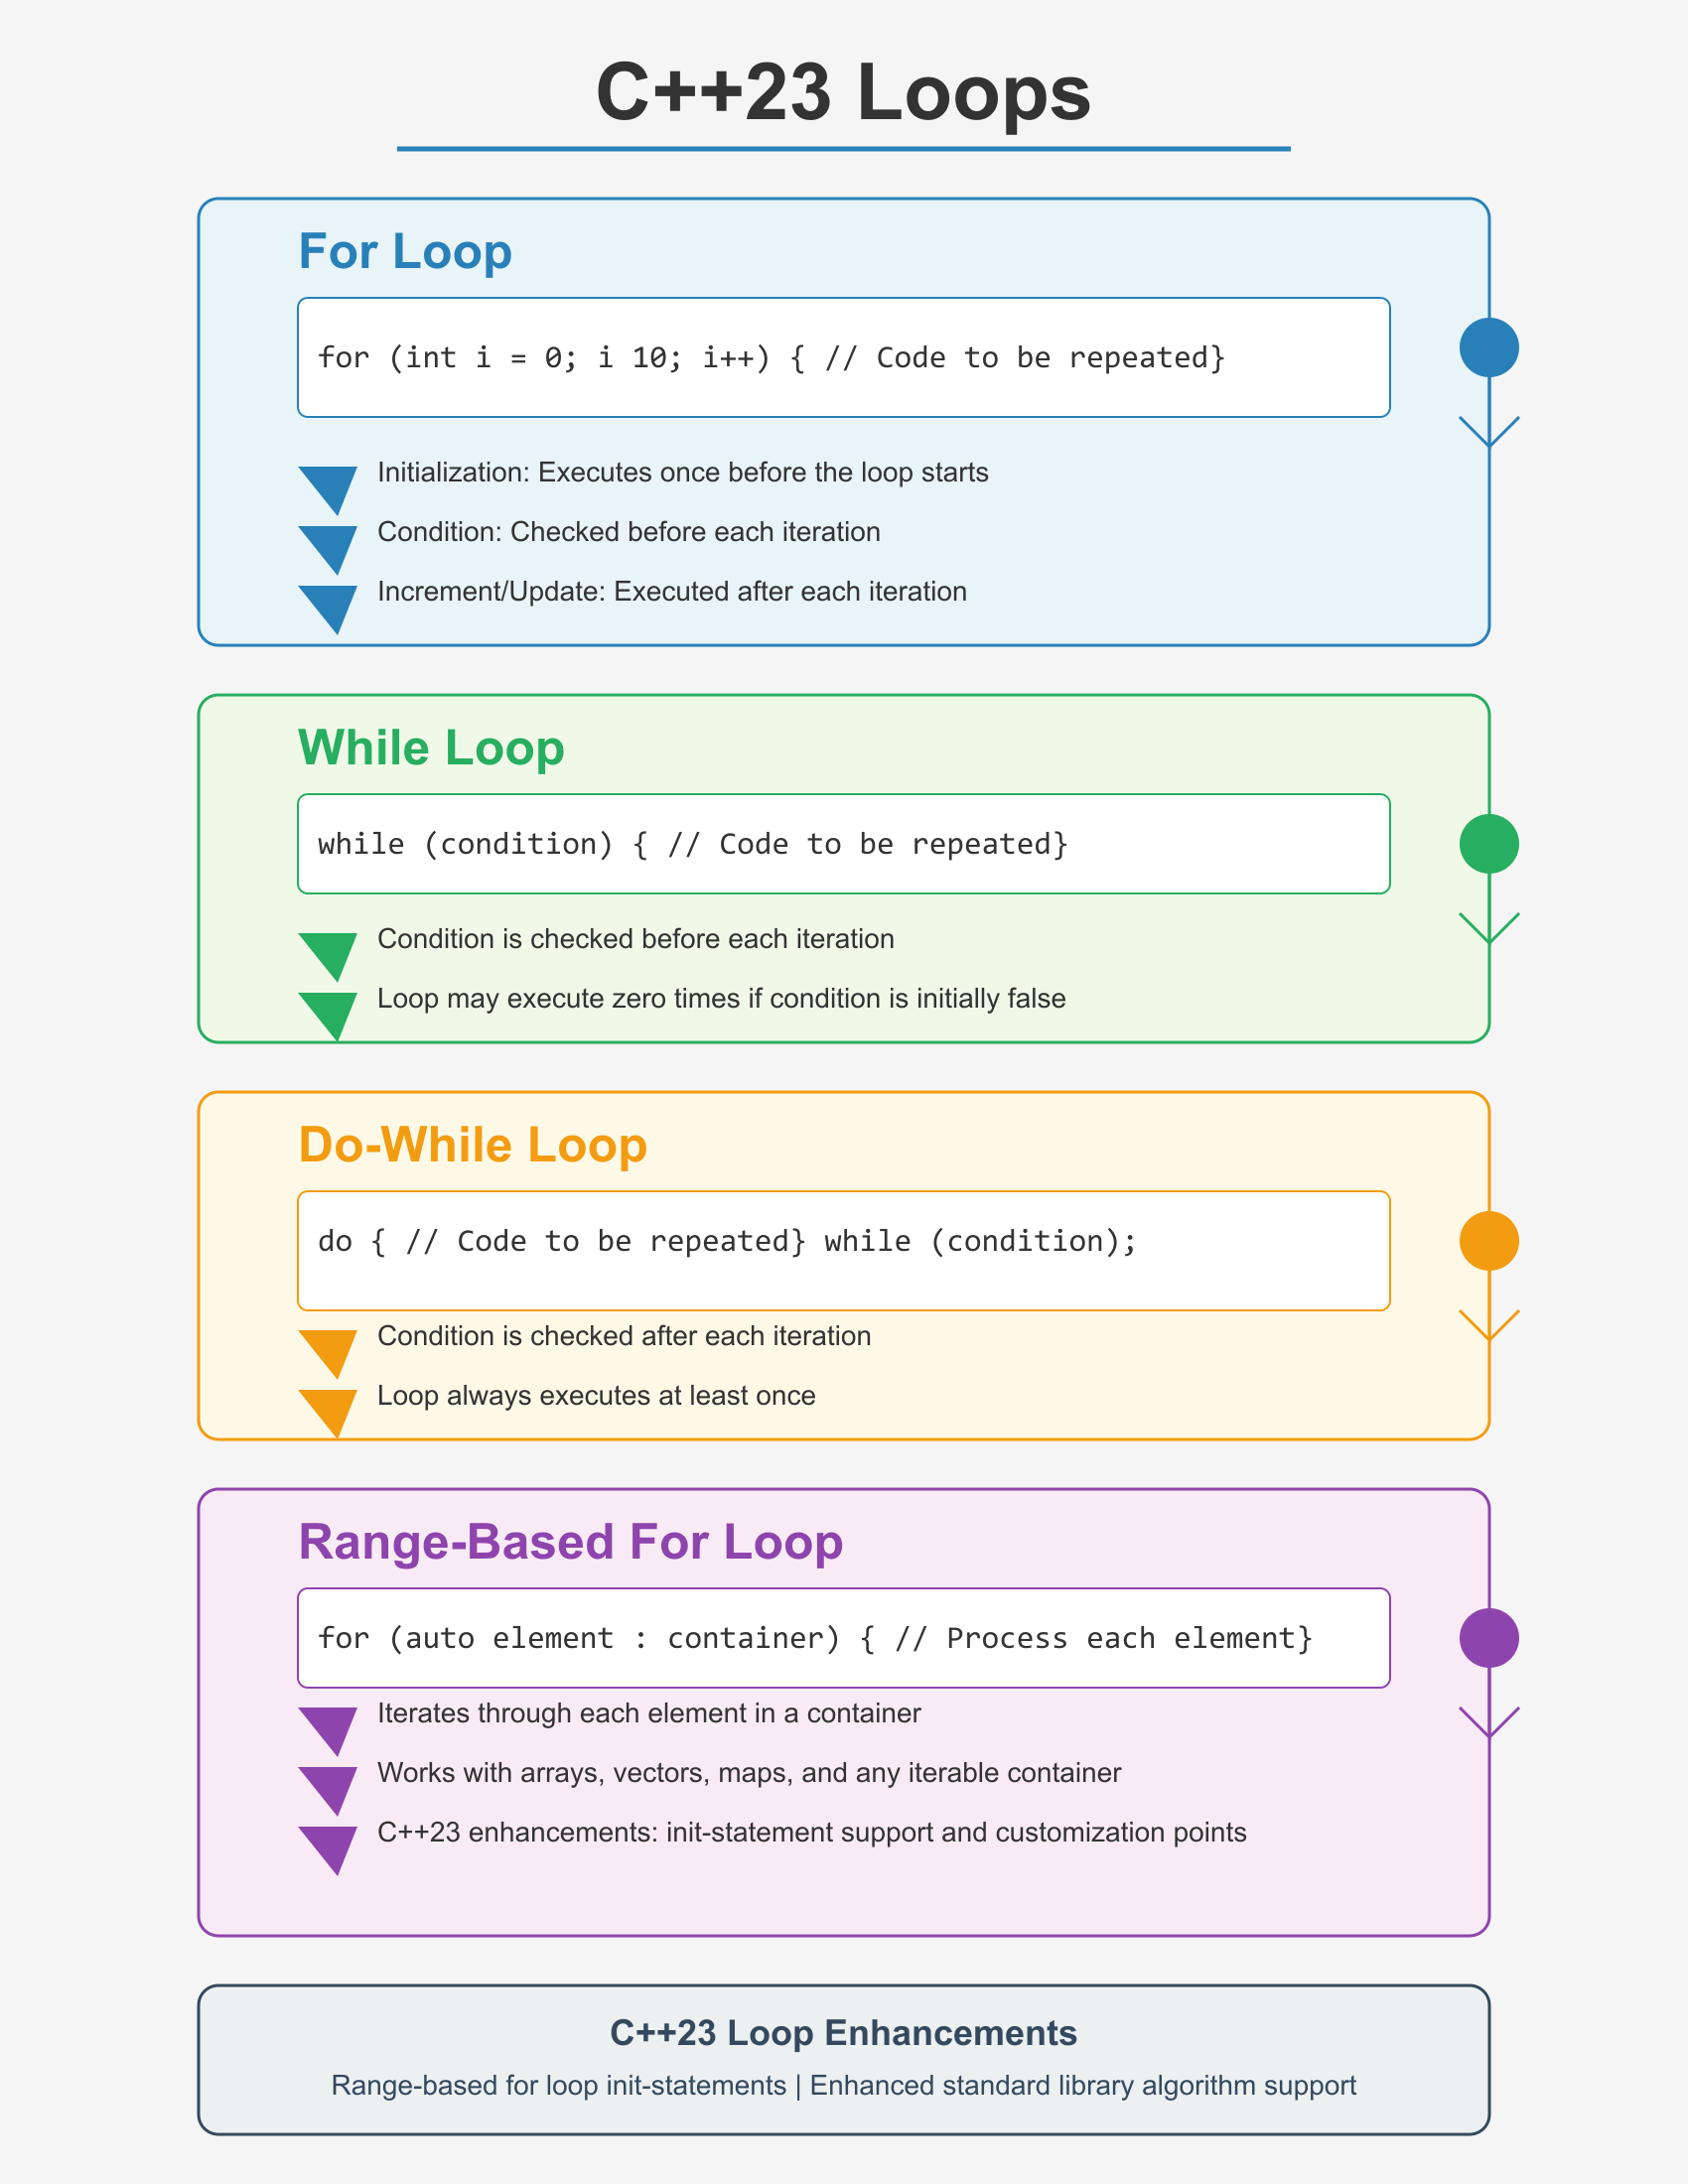 C++23 Loops
For Loop
for (int i = 0; i 10; i++) { // Code to be repeated}
Initialization: Executes once before the loop starts
Condition: Checked before each iteration
Increment/Update: Executed after each iteration
While Loop
while (condition) { // Code to be repeated}
Condition is checked before each iteration
Loop may execute zero times if condition is initially false
Do-While Loop
do { // Code to be repeated} while (condition);
Condition is checked after each iteration
Loop always executes at least once
Range-Based For Loop
for (auto element : container) { // Process each element}
Iterates through each element in a container
Works with arrays, vectors, maps, and any iterable container
C++23 enhancements: init-statement support and customization points
C++23 Loop Enhancements
Range-based for loop init-statements | Enhanced standard library algorithm support